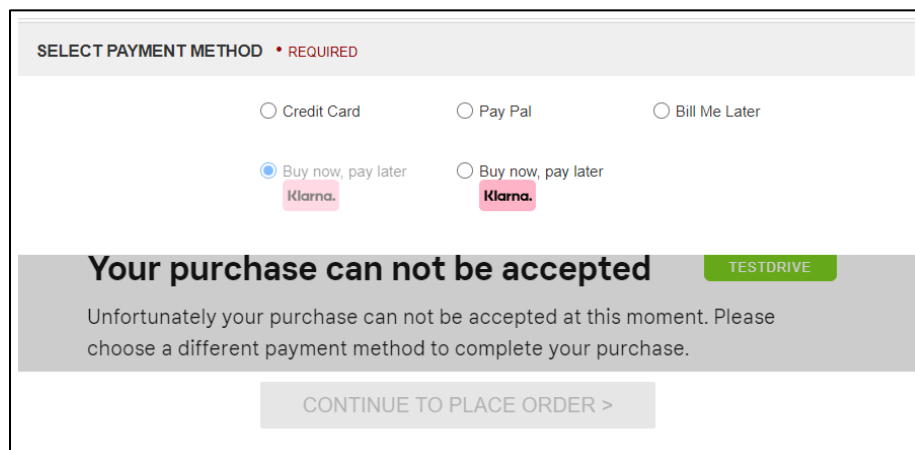 SELECT PAYMENT METHOD • REQUIRED
Credit Card
Pay Pal
Bill Me Later
Buy now, pay later
Klarna.
Buy now, pay later
Klarna.
Your purchase can not be accepted
TESTDRIVE
Unfortunately your purchase can not be accepted at this moment. Please
choose a different payment method to complete your purchase.
CONTINUE TO PLACE ORDER >